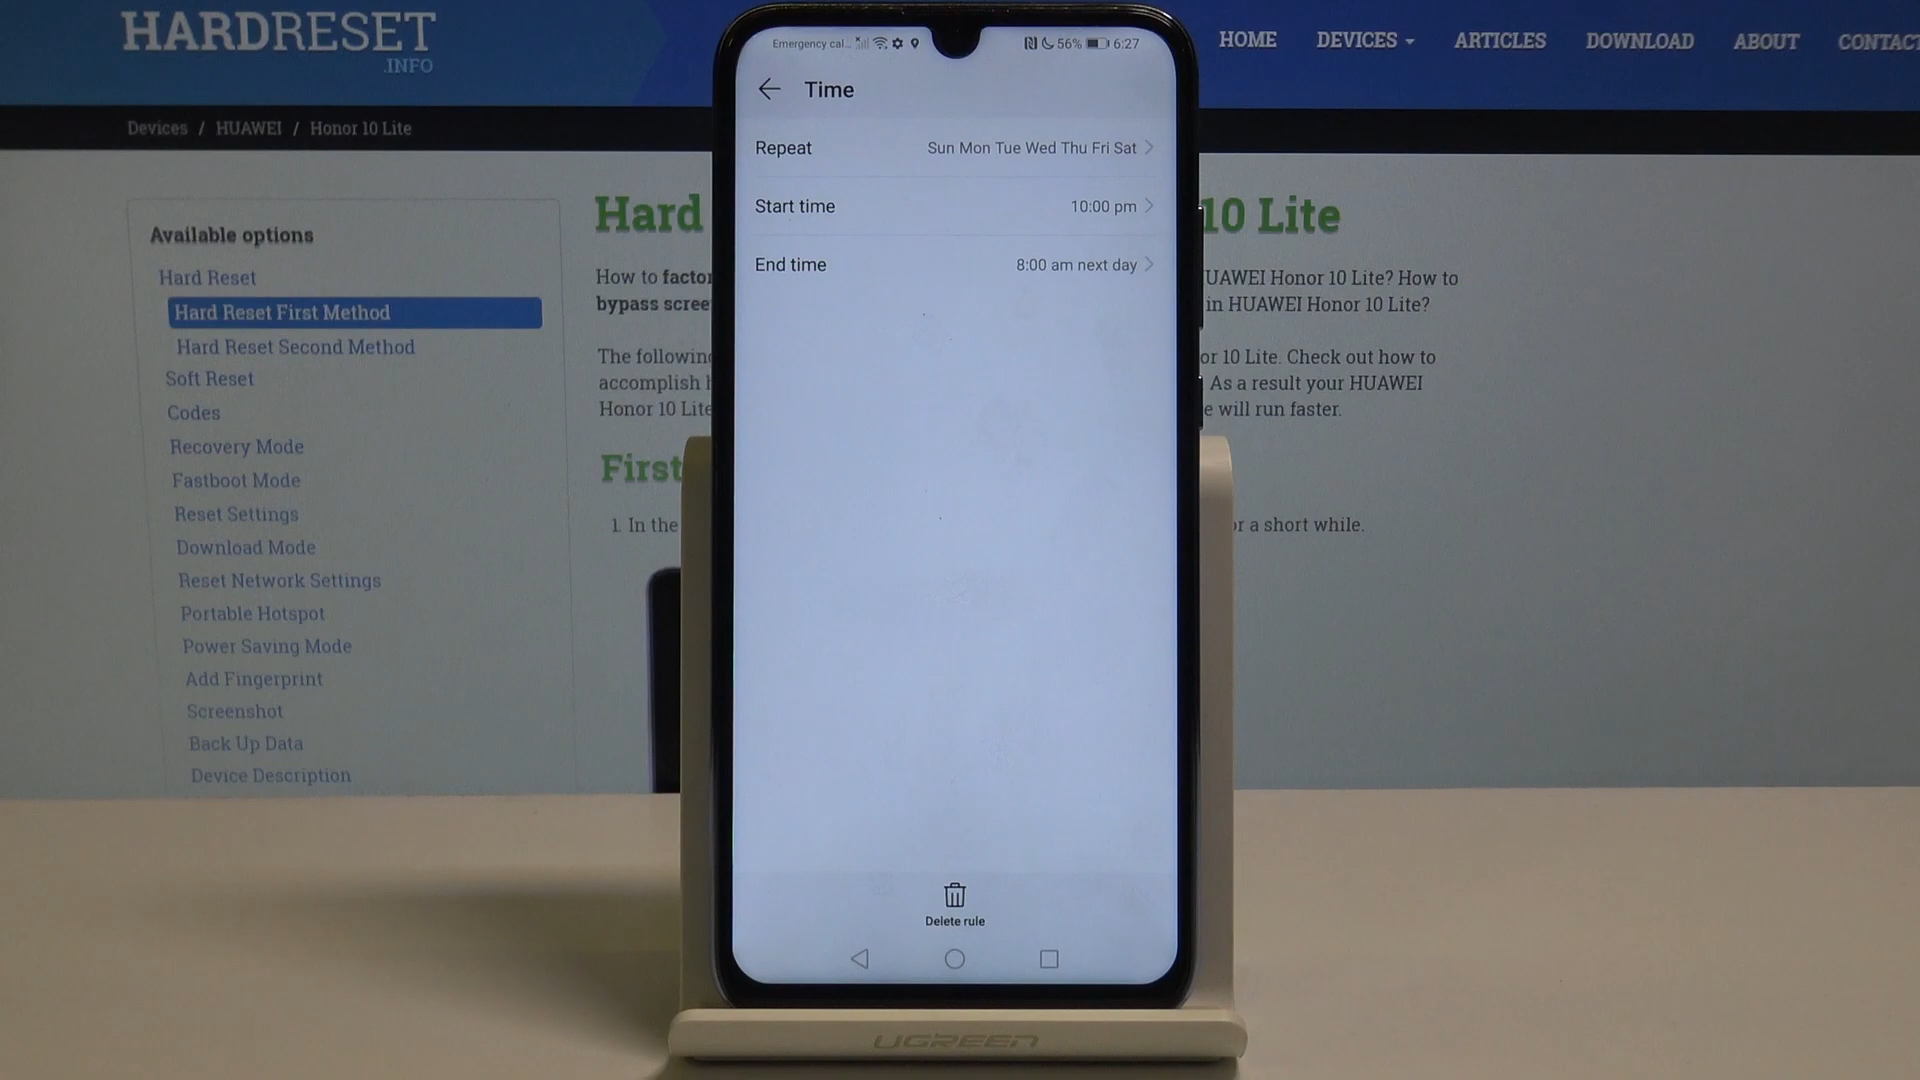 HARDRESET
.INFO
HOME DEVICES ARTICLES DOWNLOAD ABOUT CONTACT
Devices / HUAWEI / Honor 10 Lite
Available options
Hard Reset
Hard Reset First Method
Hard Reset Second Method
Soft Reset
Codes
Recovery Mode
Fastboot Mode
Reset Settings
Download Mode
Reset Network Settings
Portable Hotspot
Power Saving Mode
Add Fingerprint
Screenshot
Back Up Data
Device Description
Hard 10 Lite
How to factor UAWEI Honor 10 Lite? How to
bypass scree in HUAWEI Honor 10 Lite?
The following or 10 Lite. Check out how to
accomplish h As a result your HUAWEI
Honor 10 Lite e will run faster.
First
1. In the or a short while.
Emergency cal... 56% 6:27
Time
Repeat Sun Mon Tue Wed Thu Fri Sat
Start time 10:00 pm
End time 8:00 am next day
Delete rule
UGREEN